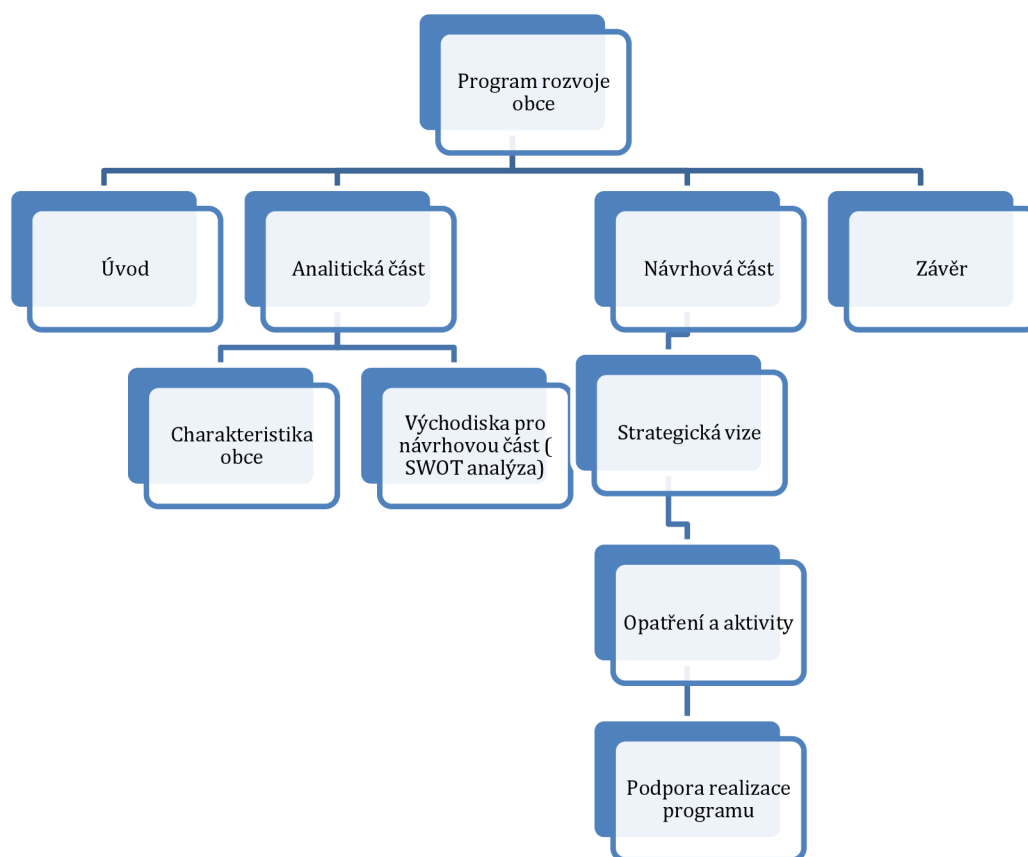 Program rozvoje
obce
Úvod
Analitická část
Návrhová část
Závěr
Charakteristika
obce
Východiska pro
návrhovou část (
SWOT analýza)
Strategická vize
Opatření a aktivity
Podpora realizace
programu